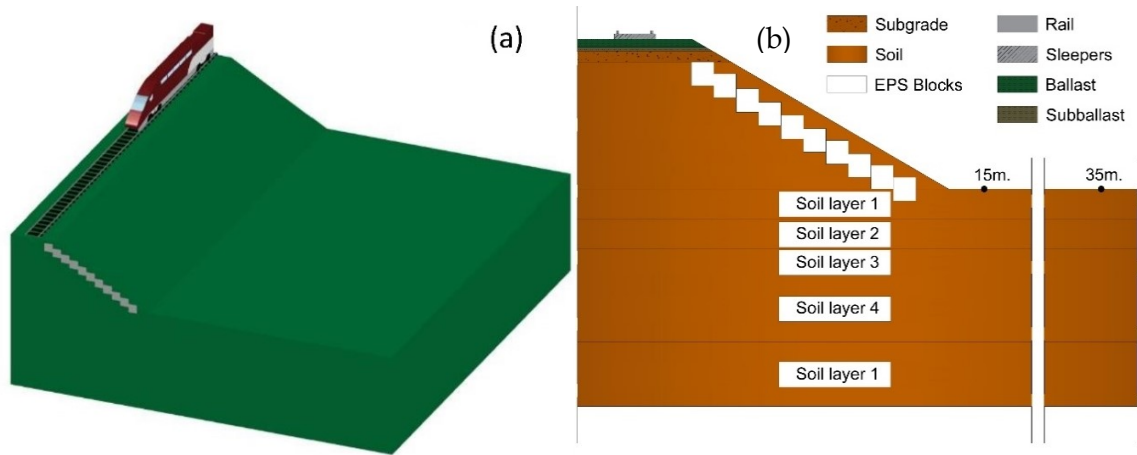 (a)
(b)
Subgrade
Soil
EPS Blocks
Rail
Sleepers
Ballast
Subballast
15m.
35m.
Soil layer 1
Soil layer 2
Soil layer 3
Soil layer 4
Soil layer 1